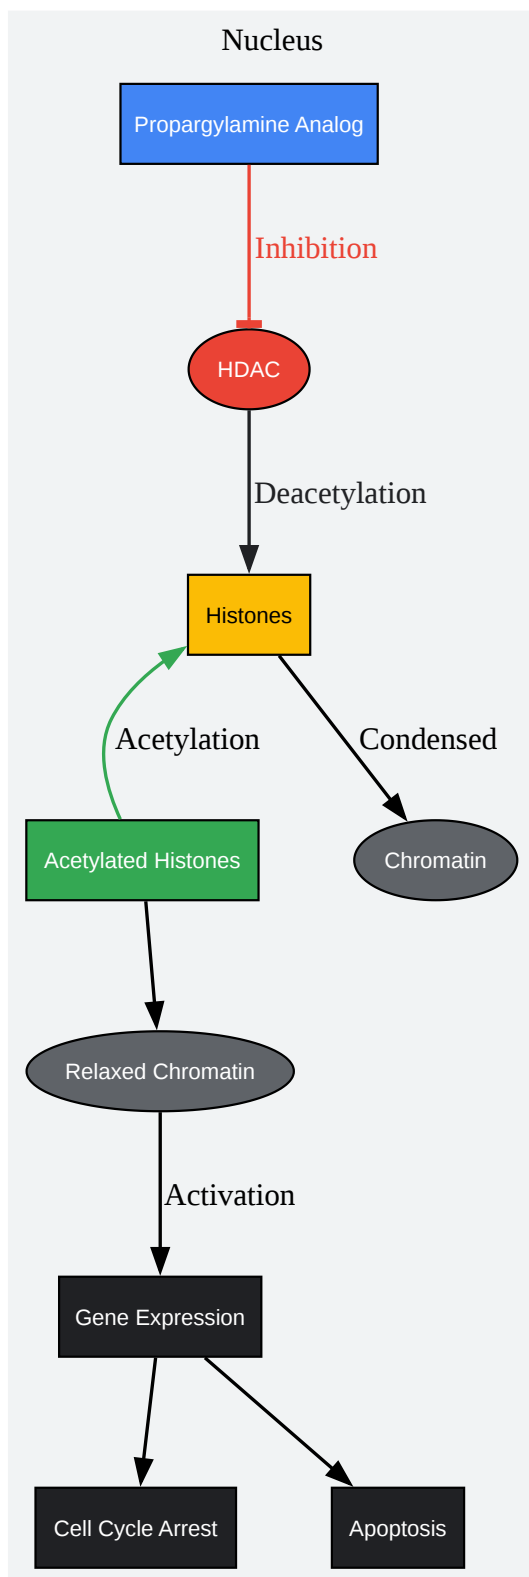 Nucleus
Propargylamine Analog
Inhibition
HDAC
Deacetylation
Histones
Acetylation
Condensed
Acetylated Histones
Chromatin
Relaxed Chromatin
Activation
Gene Expression
Cell Cycle Arrest
Apoptosis